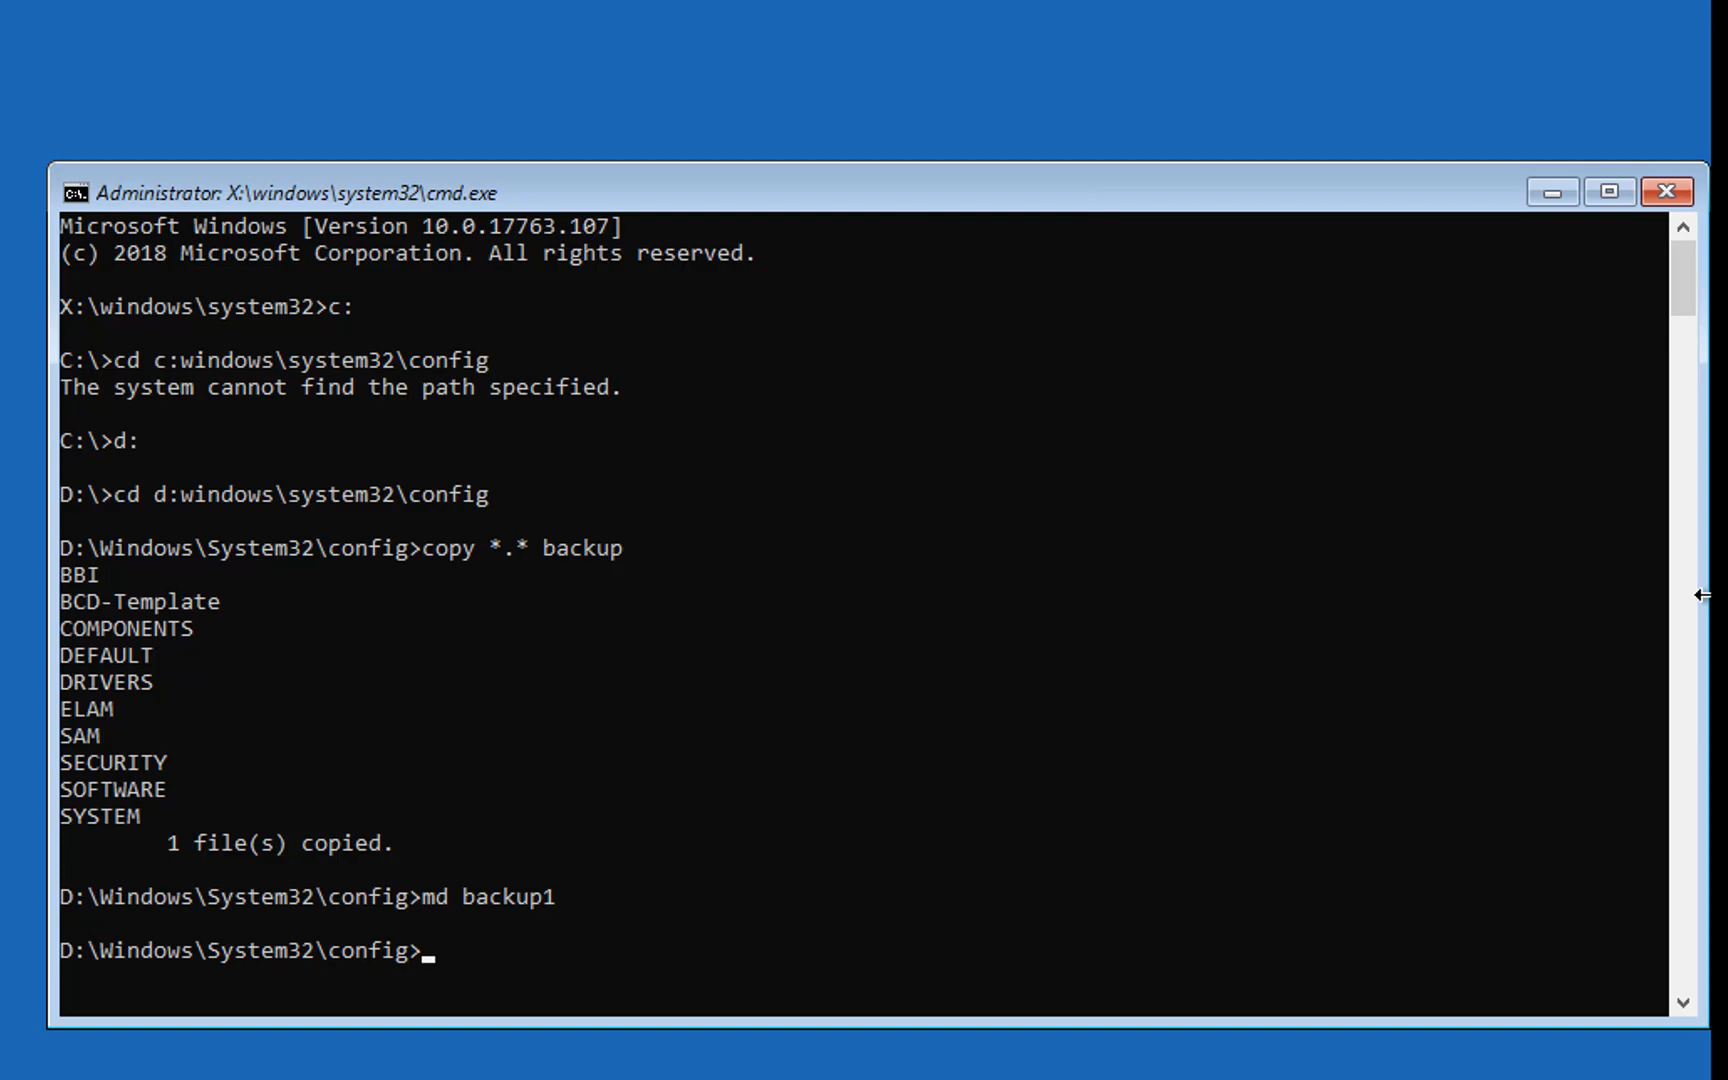 Administrator: X:\windows\system32\cmd.exe
Microsoft Windows [Version 10.0.17763.107]
(c) 2018 Microsoft Corporation. All rights reserved.
X:\windows\system32>c:
C:\>cd c:windows\system32\config
The system cannot find the path specified.
C:\>d:
D:\>cd d:windows\system32\config
D:\Windows\System32\config>copy *.* backup
BBI
BCD-Template
COMPONENTS
DEFAULT
DRIVERS
ELAM
SAM
SECURITY
SOFTWARE
SYSTEM
        1 file(s) copied.
D:\Windows\System32\config>md backup1
D:\Windows\System32\config>